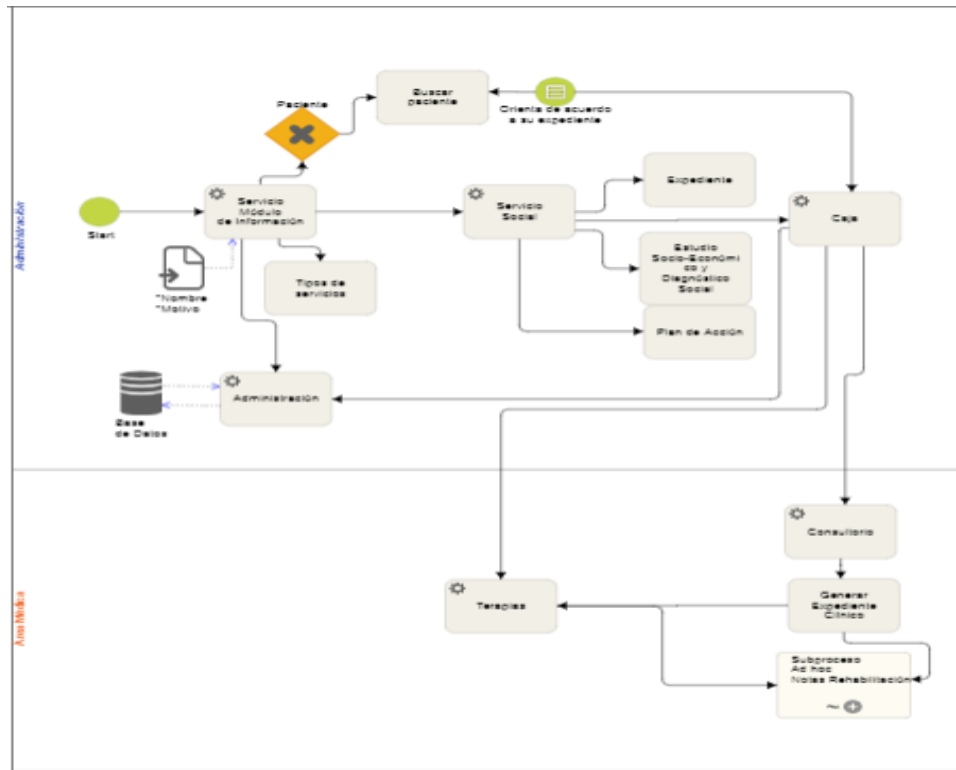 Administración
Paciente
Buscar
paciente
Orienta de acuerdo
a su expediente
Start
Servicio
Módulo
de Información
Servicio
Social
Expediente
Caja
*Nombre
*Motivo
Tipos de
servicios
Estudio
Socio-Económi
co y
Diagnóstico
Social
Plan de Acción
Base
de Datos
Administración
Área Médica
Consultorio
Terapias
Generar
Expediente
Clínico
Subproceso
Ad hoc
Notas Rehabilitación